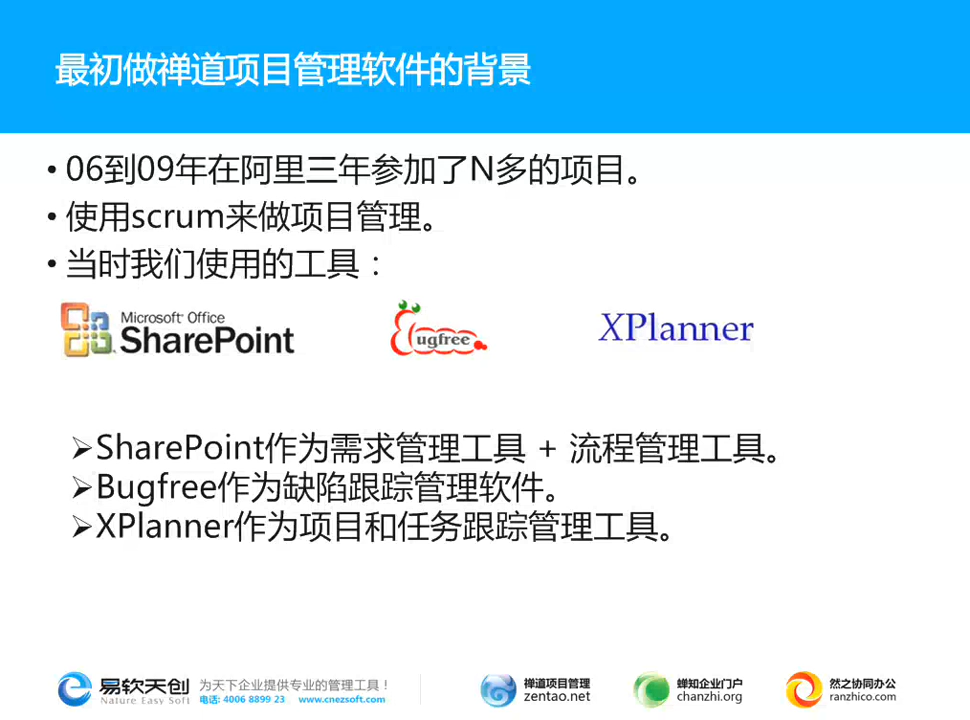 最初做禅道项目管理软件的背景
• 06到09年在阿里三年参加了N多的项目。
• 使用scrum来做项目管理。
• 当时我们使用的工具：
Microsoft Office
SharePoint
ugfree
XPlanner
➢SharePoint作为需求管理工具 + 流程管理工具。
➢Bugfree作为缺陷跟踪管理软件。
➢XPlanner作为项目和任务跟踪管理工具。
易软天创
Nature Easy Soft
为天下企业提供专业的管理工具！
电话: 4006 8899 23 www.cnezsoft.com
禅道项目管理
zentao.net
蝉知企业门户
chanzhi.org
然之协同办公
ranzhico.com